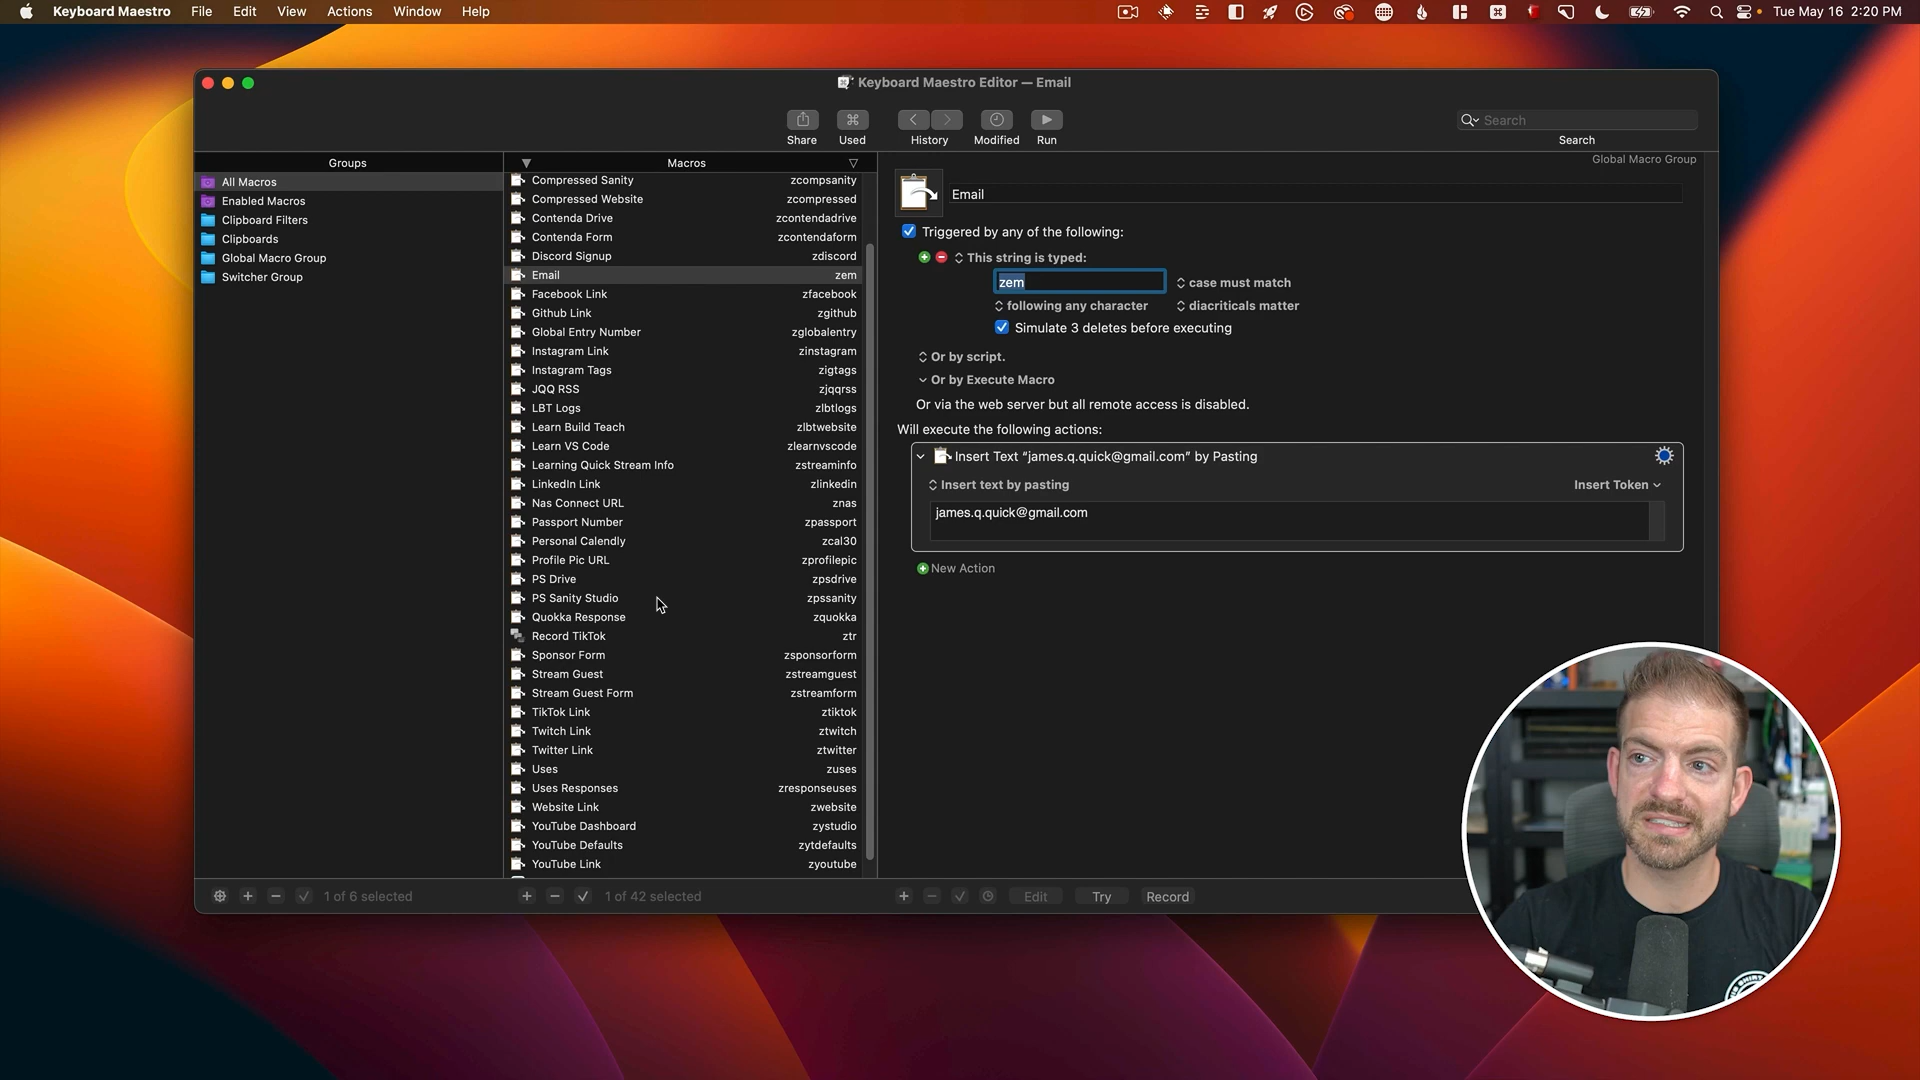 Keyboard Maestro File Edit View Actions Window Help
Tue May 16 2:20 PM
Keyboard Maestro Editor — Email
Share Used History Modified Run
Search
Search
Groups
All Macros
Enabled Macros
Clipboard Filters
Clipboards
Global Macro Group
Switcher Group
Macros
Compressed Sanity zcompsanity
Compressed Website zcompressed
Contenda Drive zcontendadrive
Contenda Form zcontendaform
Discord Signup zdiscord
Email zem
Facebook Link zfacebook
Github Link zgithub
Global Entry Number zglobalentry
Instagram Link zinstagram
Instagram Tags zigtags
JQQ RSS zjqqrss
LBT Logs zlbtlogs
Learn Build Teach zlbtwebsite
Learn VS Code zlearnvscode
Learning Quick Stream Info zstreaminfo
LinkedIn Link zlinkedin
Nas Connect URL znas
Passport Number zpassport
Personal Calendly zcal30
Profile Pic URL zprofilepic
PS Drive zpsdrive
PS Sanity Studio zpssanity
Quokka Response zquokka
Record TikTok ztr
Sponsor Form zsponsorform
Stream Guest zstreamguest
Stream Guest Form zstreamform
TikTok Link ztiktok
Twitch Link ztwitch
Twitter Link ztwitter
Uses zuses
Uses Responses zresponseuses
Website Link zwebsite
YouTube Dashboard zystudio
YouTube Defaults zytdefaults
YouTube Link zyoutube
Global Macro Group
Email
Triggered by any of the following:
This string is typed:
zem case must match
following any character diacriticals matter
Simulate 3 deletes before executing
Or by script.
Or by Execute Macro
Or via the web server but all remote access is disabled.
Will execute the following actions:
Insert Text “james.q.quick@gmail.com” by Pasting
Insert text by pasting Insert Token
james.q.quick@gmail.com
New Action
1 of 6 selected
1 of 42 selected
Edit Try Record